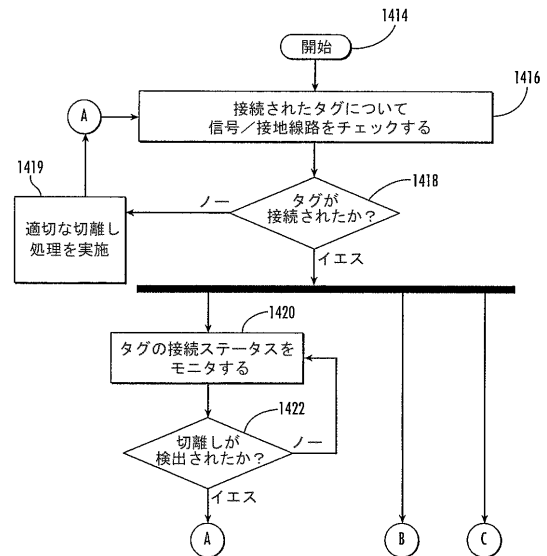 1414
開始
1416
A
接続されたタグについて
信号/接地線路をチェックする
1419
1418
ノー
タグが
接続されたか?
適切な切離し
処理を実施
イエス
1420
タグの接続ステータスを
モニタする
1422
切離しが
検出されたか?
ノー
イエス
A
B
C